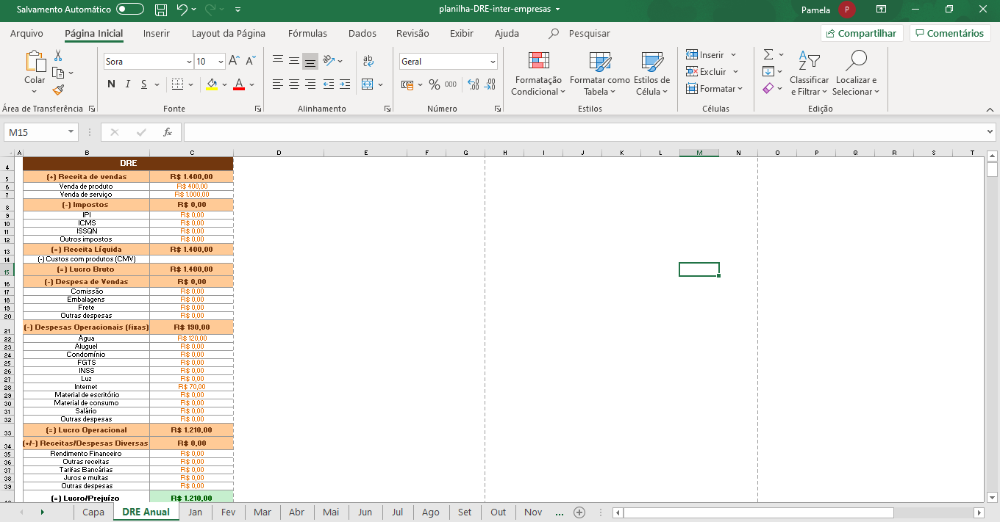 Salvamento Automático
planilha-DRE-inter-empresas
Pamela P
Arquivo Página Inicial Inserir Layout da Página Fórmulas Dados Revisão Exibir Ajuda Pesquisar Compartilhar Comentários
Colar
Sora 10
N I S
Geral
% 000
Formatação Condicional
Formatar como Tabela
Estilos de Célula
Inserir
Excluir
Formatar
Classificar e Filtrar
Localizar e Selecionar
Área de Transferência Fonte Alinhamento Número Estilos Células Edição
M15 fx
A B C D E F G H I J K L M N O P Q R S T
4 DRE
5 (+) Receita de vendas R$ 1.400,00
6 Venda de produto R$ 400,00
7 Venda de serviço R$ 1.000,00
8 (-) Impostos R$ 0,00
9 IPI R$ 0,00
10 ICMS R$ 0,00
11 ISSQN R$ 0,00
12 Outros impostos R$ 0,00
13 (=) Receita Líquida R$ 1.400,00
14 (-) Custos com produtos (CMV)
15 (=) Lucro Bruto R$ 1.400,00
16 (-) Despesa de Vendas R$ 0,00
17 Comissão R$ 0,00
18 Embalagens R$ 0,00
19 Frete R$ 0,00
20 Outras despesas R$ 0,00
21 (-) Despesas Operacionais (fixas) R$ 190,00
22 Água R$ 120,00
23 Aluguel R$ 0,00
24 Condomínio R$ 0,00
25 FGTS R$ 0,00
26 INSS R$ 0,00
27 Luz R$ 0,00
28 Internet R$ 70,00
29 Material de escritório R$ 0,00
30 Material de consumo R$ 0,00
31 Salário R$ 0,00
32 Outras despesas R$ 0,00
33 (=) Lucro Operacional R$ 1.210,00
34 (+/-) Receitas/Despesas Diversas R$ 0,00
35 Rendimento Financeiro R$ 0,00
36 Outras receitas R$ 0,00
37 Tarifas Bancárias R$ 0,00
38 Juros e multas R$ 0,00
39 Outras despesas R$ 0,00
(=) Lucro/Prejuízo R$ 1.210,00
Capa DRE Anual Jan Fev Mar Abr Mai Jun Jul Ago Set Out Nov ...